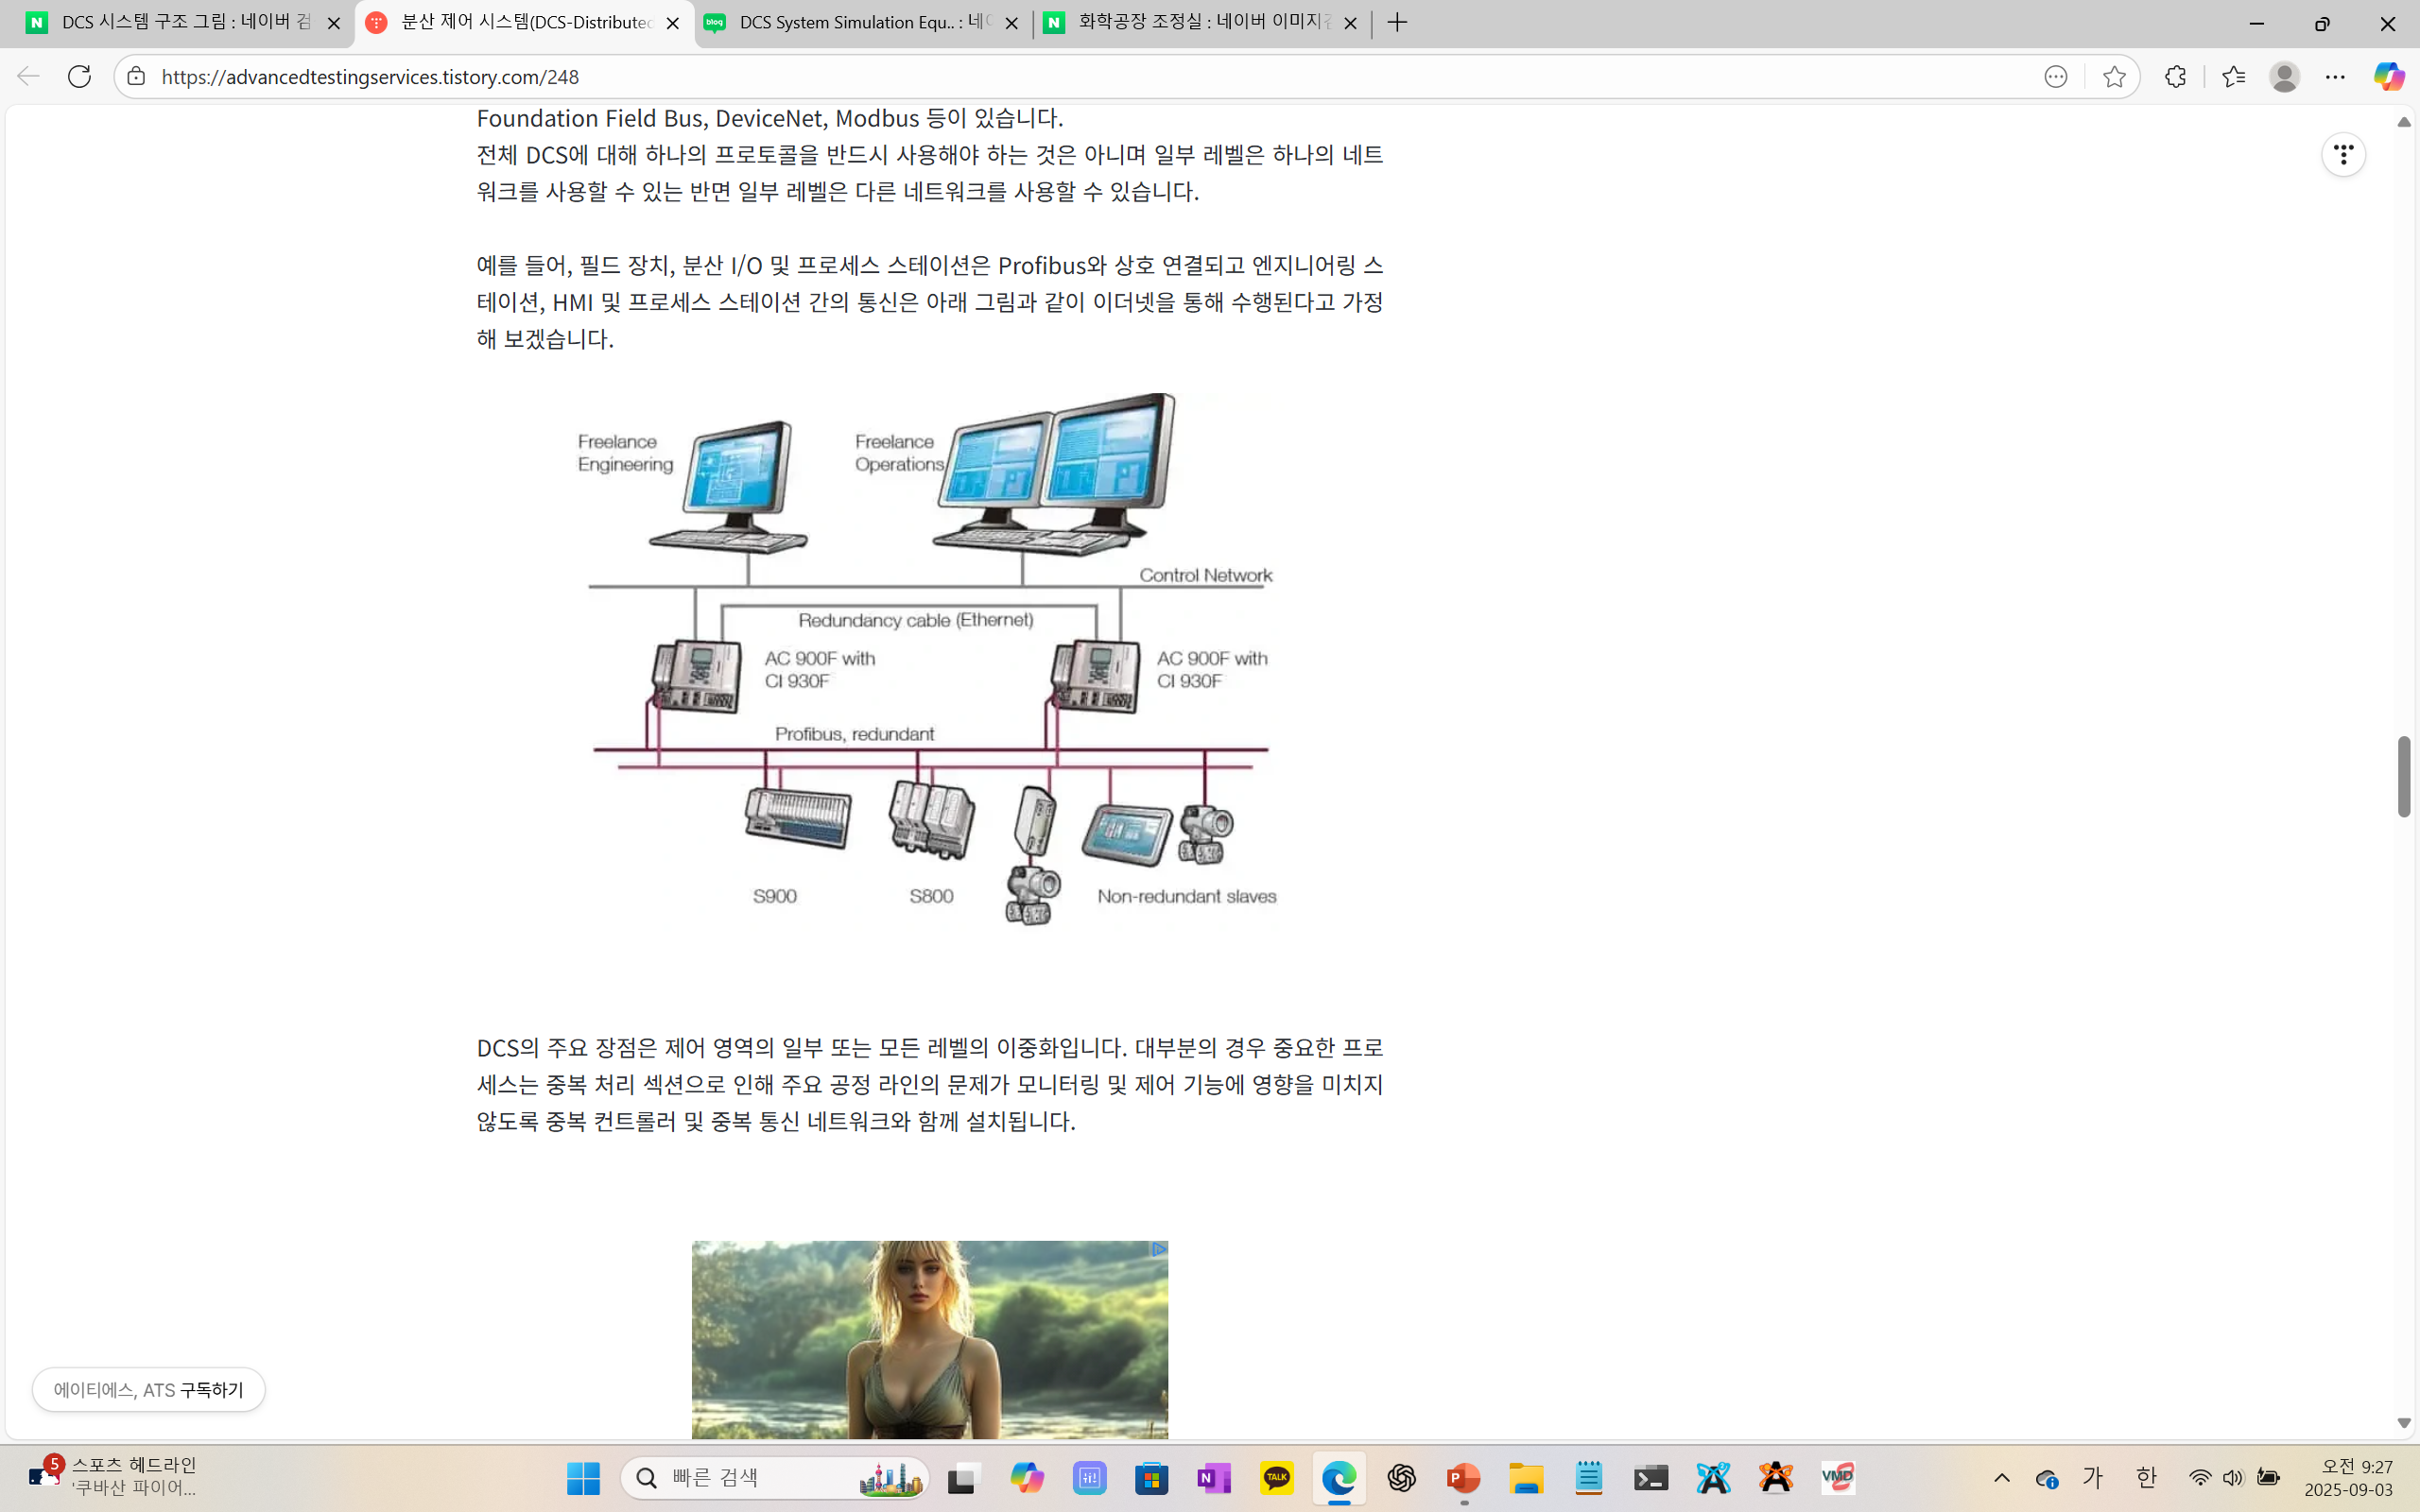 DCS 시스템 구조 그림 : 네이버 검
분산 제어 시스템(DCS-Distributed
DCS System Simulation Equ.. : 네이
화학공장 조정실 : 네이버 이미지검
https://advancedtestingservices.tistory.com/248
Foundation Field Bus, DeviceNet, Modbus 등이 있습니다.
전체 DCS에 대해 하나의 프로토콜을 반드시 사용해야 하는 것은 아니며 일부 레벨은 하나의 네트
워크를 사용할 수 있는 반면 일부 레벨은 다른 네트워크를 사용할 수 있습니다.
예를 들어, 필드 장치, 분산 I/O 및 프로세스 스테이션은 Profibus와 상호 연결되고 엔지니어링 스
테이션, HMI 및 프로세스 스테이션 간의 통신은 아래 그림과 같이 이더넷을 통해 수행된다고 가정
해 보겠습니다.
Freelance
Engineering
Freelance
Operations
Control Network
Redundancy cable (Ethernet)
AC 900F with
CI 930F
AC 900F with
CI 930F
Profibus, redundant
S900
S800
Non-redundant slaves
DCS의 주요 장점은 제어 영역의 일부 또는 모든 레벨의 이중화입니다. 대부분의 경우 중요한 프로
세스는 중복 처리 섹션으로 인해 주요 공정 라인의 문제가 모니터링 및 제어 기능에 영향을 미치지
않도록 중복 컨트롤러 및 중복 통신 네트워크와 함께 설치됩니다.
에이티에스, ATS 구독하기
5
스포츠 헤드라인
'쿠바산 파이어...
빠른 검색
TALK
VMD
가
한
오전 9:27
2025-09-03